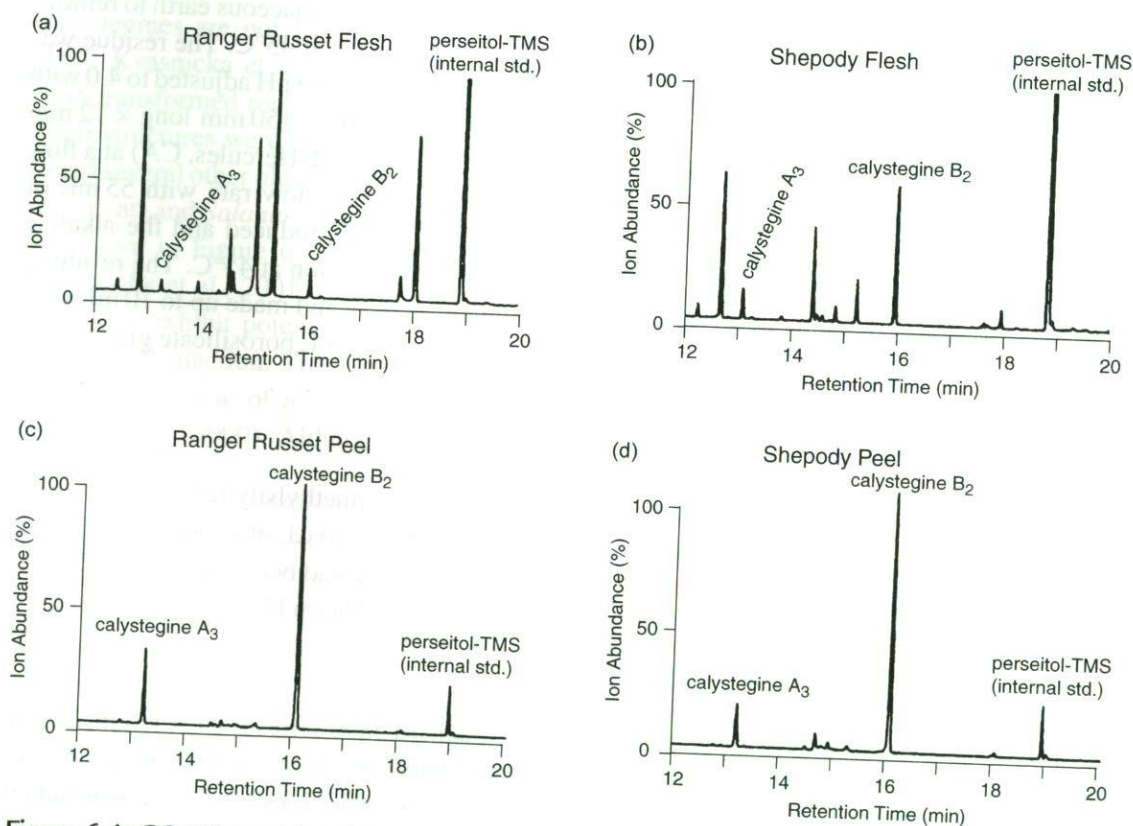 (a)
Ranger Russet Flesh
perseitol-TMS
(internal std.)
100
50
0
Ion Abundance (%)
calystegine A3
calystegine B2
12 14 16 18 20
Retention Time (min)
(b)
Shepody Flesh
perseitol-TMS
(internal std.)
100
50
0
Ion Abundance (%)
calystegine A3
calystegine B2
12 14 16 18 20
Retention Time (min)
(c)
Ranger Russet Peel
calystegine B2
100
50
0
Ion Abundance (%)
calystegine A3
perseitol-TMS
(internal std.)
12 14 16 18 20
Retention Time (min)
(d)
Shepody Peel
calystegine B2
100
50
0
Ion Abundance (%)
calystegine A3
perseitol-TMS
(internal std.)
12 14 16 18 20
Retention Time (min)